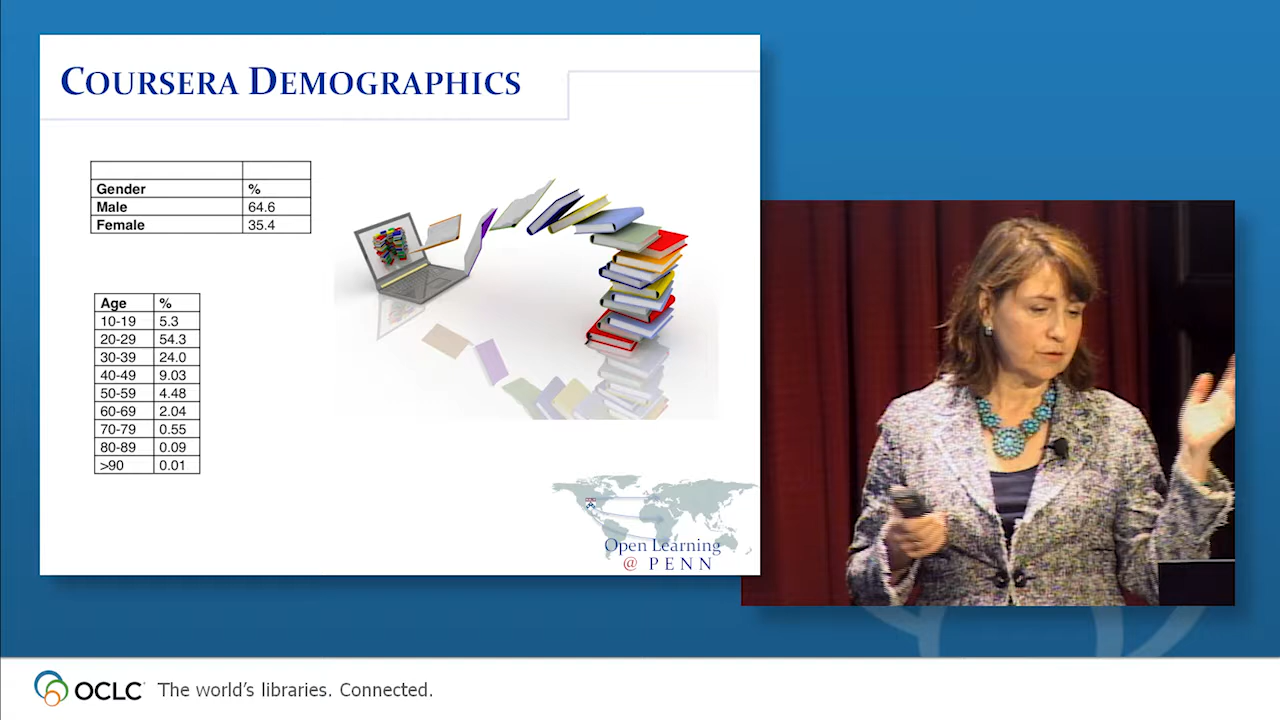 COURSERA DEMOGRAPHICS
Gender %
Male 64.6
Female 35.4
Age %
10-19 5.3
20-29 54.3
30-39 24.0
40-49 9.03
50-59 4.48
60-69 2.04
70-79 0.55
80-89 0.09
>90 0.01
Open Learning
@ PENN
OCLC The world's libraries. Connected.